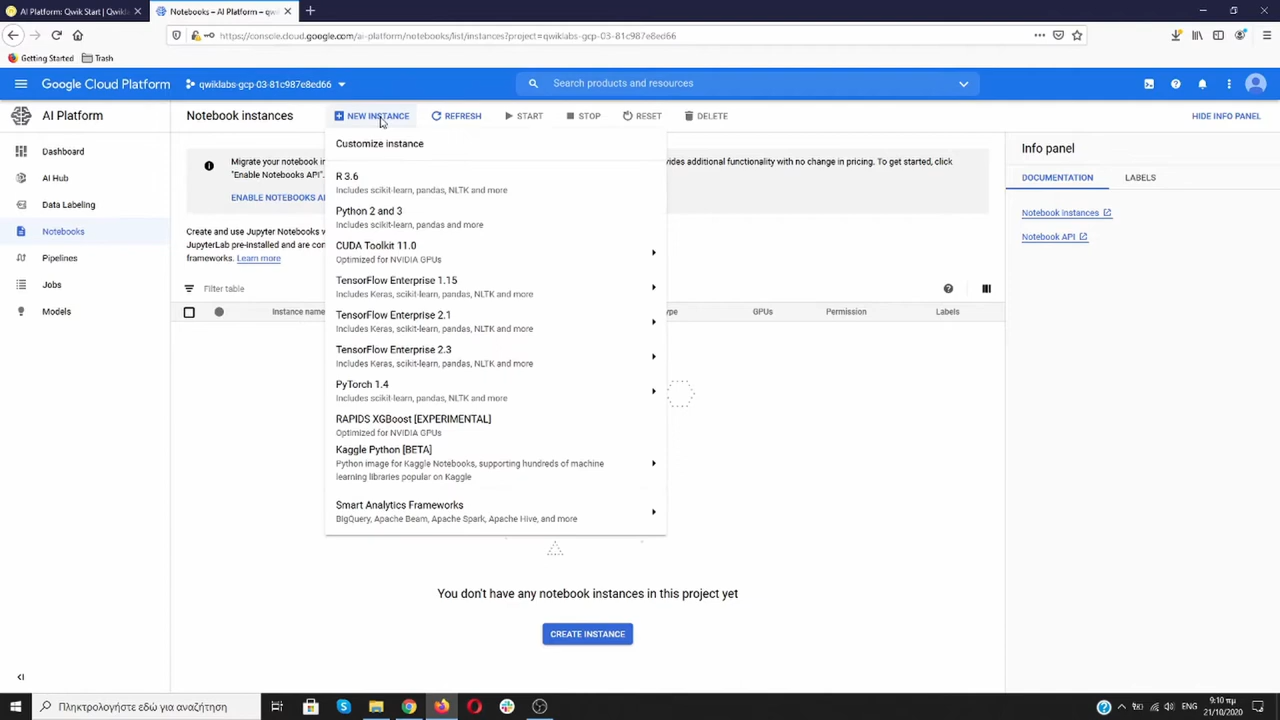 AI Platform: Qwik Start | Qwikla
Notebooks – AI Platform – qwik
https://console.cloud.google.com/ai-platform/notebooks/list/instances?project=qwiklabs-gcp-03-81c987e8ed66
Getting Started
Trash
Google Cloud Platform
qwiklabs-gcp-03-81c987e8ed66
Search products and resources
AI Platform
Notebook instances
NEW INSTANCE
REFRESH
START
STOP
RESET
DELETE
HIDE INFO PANEL
Dashboard
AI Hub
Data Labeling
Notebooks
Pipelines
Jobs
Models
Migrate your notebook in
vides additional functionality with no change in pricing. To get started, click
"Enable Notebooks API".
ENABLE NOTEBOOKS AP
Create and use Jupyter Notebooks
JupyterLab pre-installed and are con
frameworks. Learn more
Filter table
Instance name
ype
GPUs
Permission
Labels
Customize instance
R 3.6
Includes scikit-learn, pandas, NLTK and more
Python 2 and 3
Includes scikit-learn, pandas and more
CUDA Toolkit 11.0
Optimized for NVIDIA GPUs
TensorFlow Enterprise 1.15
Includes Keras, scikit-learn, pandas, NLTK and more
TensorFlow Enterprise 2.1
Includes Keras, scikit-learn, pandas, NLTK and more
TensorFlow Enterprise 2.3
Includes Keras, scikit-learn, pandas, NLTK and more
PyTorch 1.4
Includes scikit-learn, pandas, NLTK and more
RAPIDS XGBoost [EXPERIMENTAL]
Optimized for NVIDIA GPUs
Kaggle Python [BETA]
Python image for Kaggle Notebooks, supporting hundreds of machine
learning libraries popular on Kaggle
Smart Analytics Frameworks
BigQuery, Apache Beam, Apache Spark, Apache Hive, and more
You don't have any notebook instances in this project yet
CREATE INSTANCE
Info panel
DOCUMENTATION
LABELS
Notebook instances
Notebook API
Πληκτρολογήστε εδώ για αναζήτηση
ΕΝG
9:10 πμ
21/10/2020